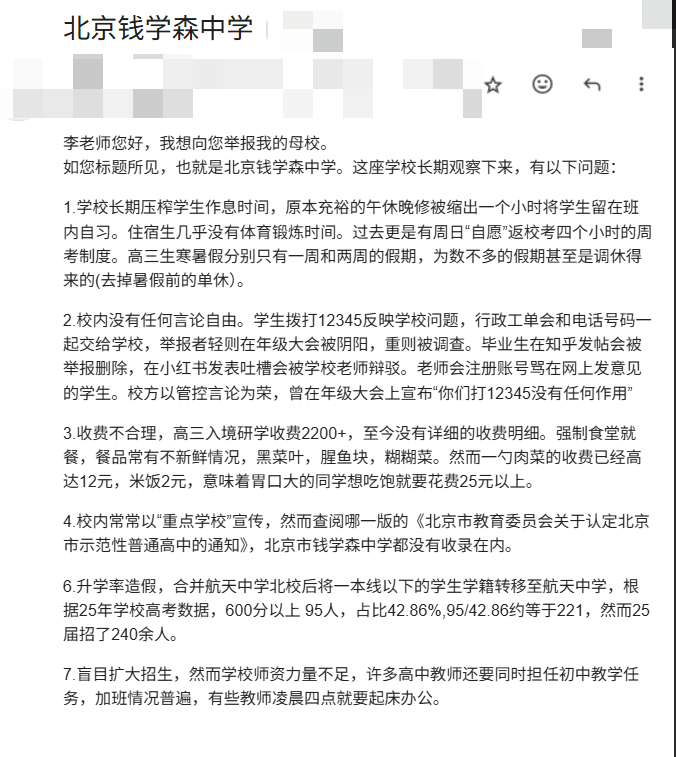 北京钱学森中学
李老师您好，我想向您举报我的母校。
如您标题所见，也就是北京钱学森中学。这座学校长期观察下来，有以下问题：
1.学校长期压榨学生作息时间，原本充裕的午休晚修被缩出一个小时将学生留在班
内自习。住宿生几乎没有体育锻炼时间。过去更是有周日“自愿”返校考四个小时的周
考制度。高三生寒暑假分别只有一周和两周的假期，为数不多的假期甚至是调休得
来的(去掉暑假前的单休）。
2.校内没有任何言论自由。学生拨打12345反映学校问题，行政工单会和电话号码一
起交给学校，举报者轻则在年级大会被阴阳，重则被调查。毕业生在知乎发帖会被
举报删除，在小红书发表吐槽会被学校老师辩驳。老师会注册账号骂在网上发意见
的学生。校方以管控言论为荣，曾在年级大会上宣布“你们打12345没有任何作用”
3.收费不合理，高三入境研学收费2200+，至今没有详细的收费明细。强制食堂就
餐，餐品常有不新鲜情况，黑菜叶，腥鱼块，糊糊菜。然而一勺肉菜的收费已经高
达12元，米饭2元，意味着胃口大的同学想吃饱就要花费25元以上。
4.校内常常以“重点学校”宣传，然而查阅哪一版的《北京市教育委员会关于认定北京
市示范性普通高中的通知》，北京市钱学森中学都没有收录在内。
6.升学率造假，合并航天中学北校后将一本线以下的学生学籍转移至航天中学，根
据25年学校高考数据，600分以上 95人，占比42.86%,95/42.86约等于221，然而25
届招了240余人。
7.盲目扩大招生，然而学校师资力量不足，许多高中教师还要同时担任初中教学任
务，加班情况普遍，有些教师凌晨四点就要起床办公。